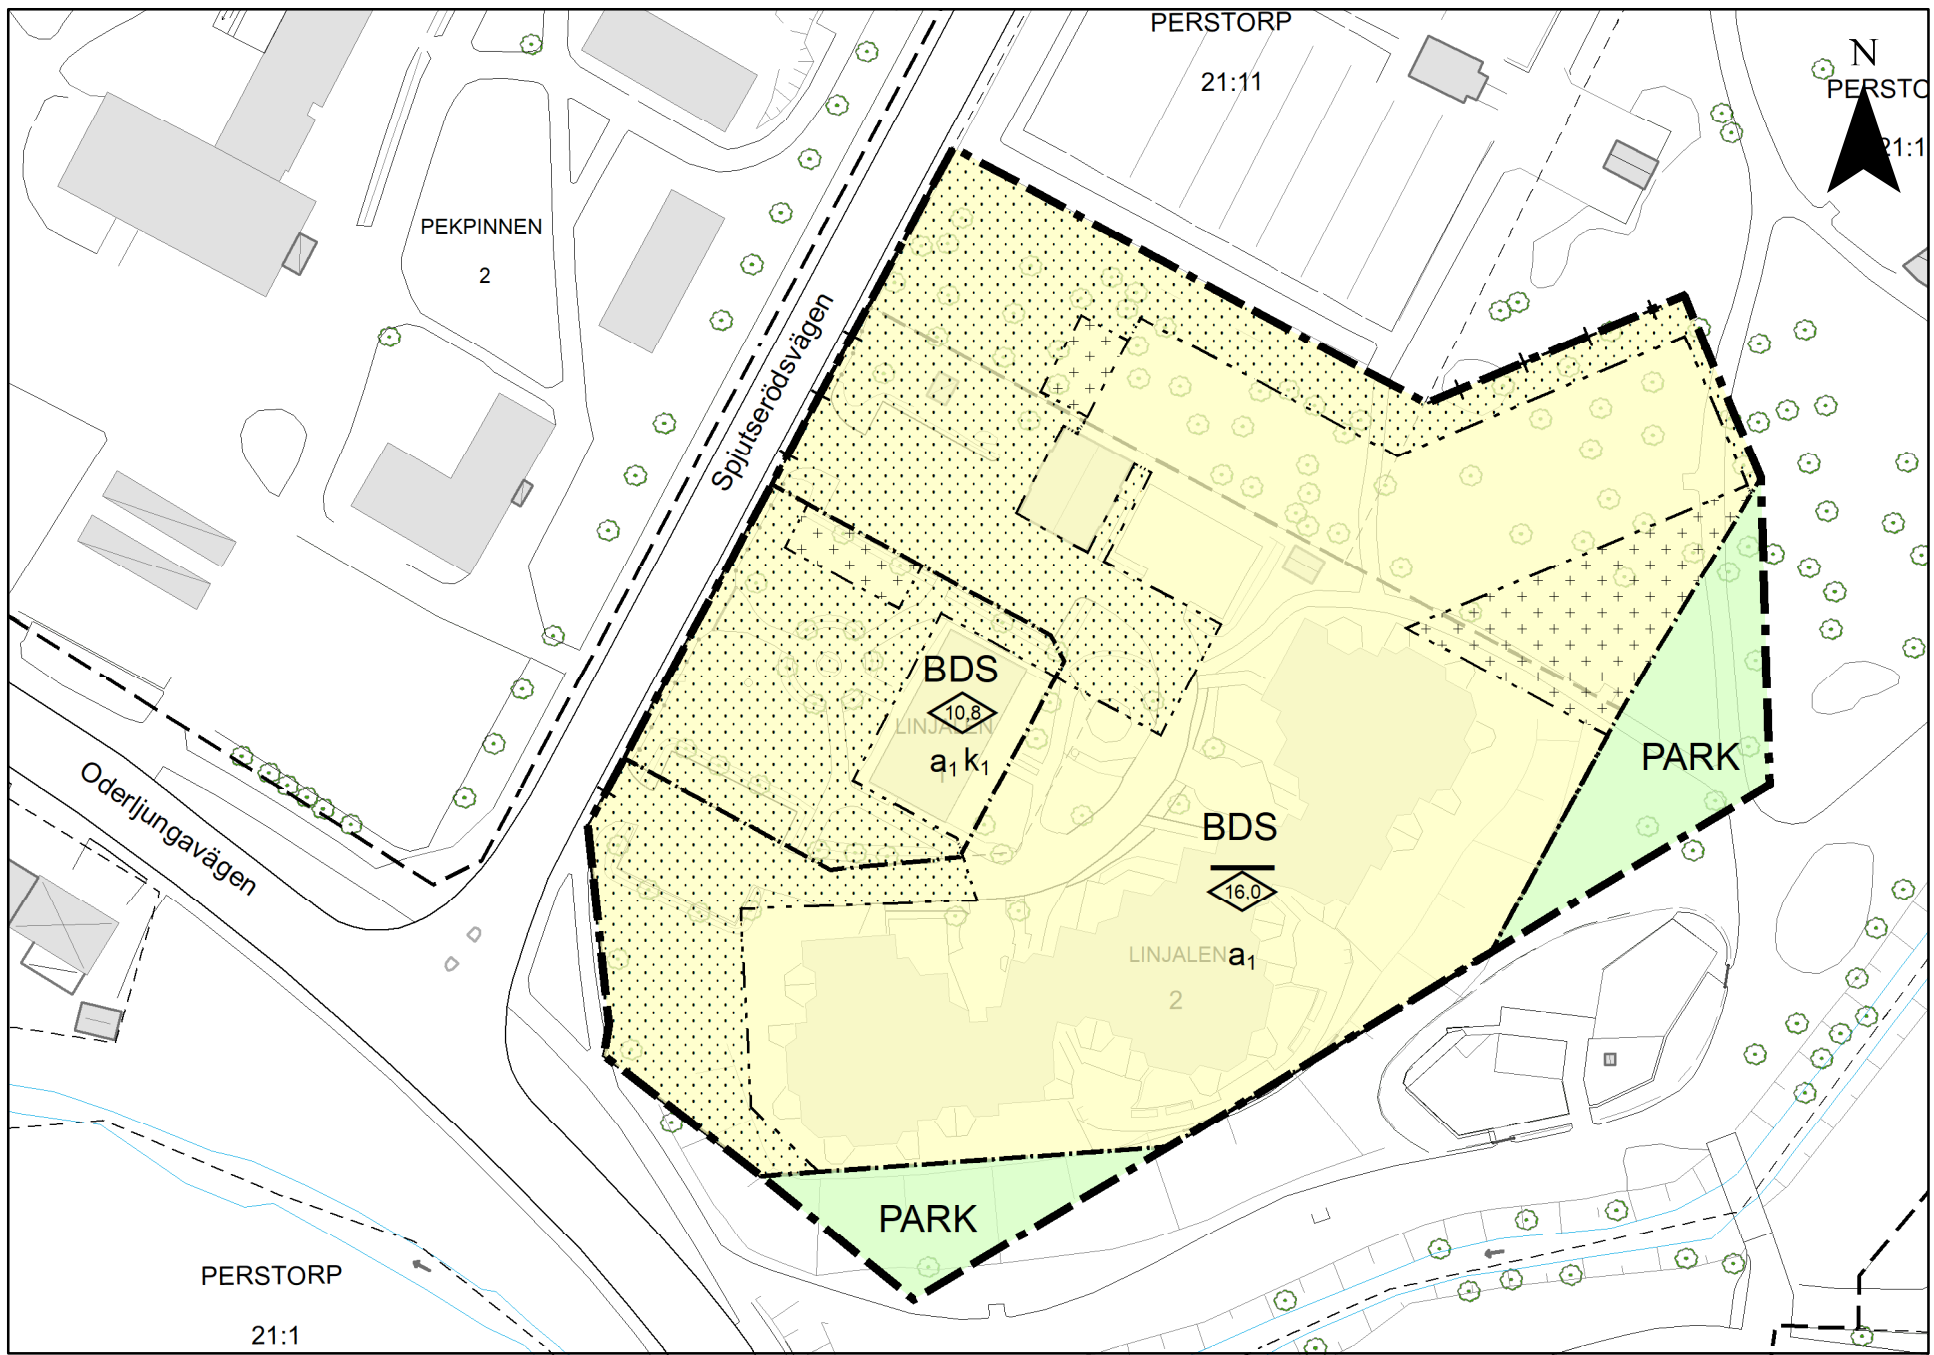 PERSTORP
21:11
N
PERSTO
21:1
PEKPINNEN
2
Spjutserödsvägen
Oderljungavägen
BDS
10,8
LINJALEN
a1 k1
PARK
BDS
16,0
LINJALEN
a1
2
PARK
PERSTORP
21:1